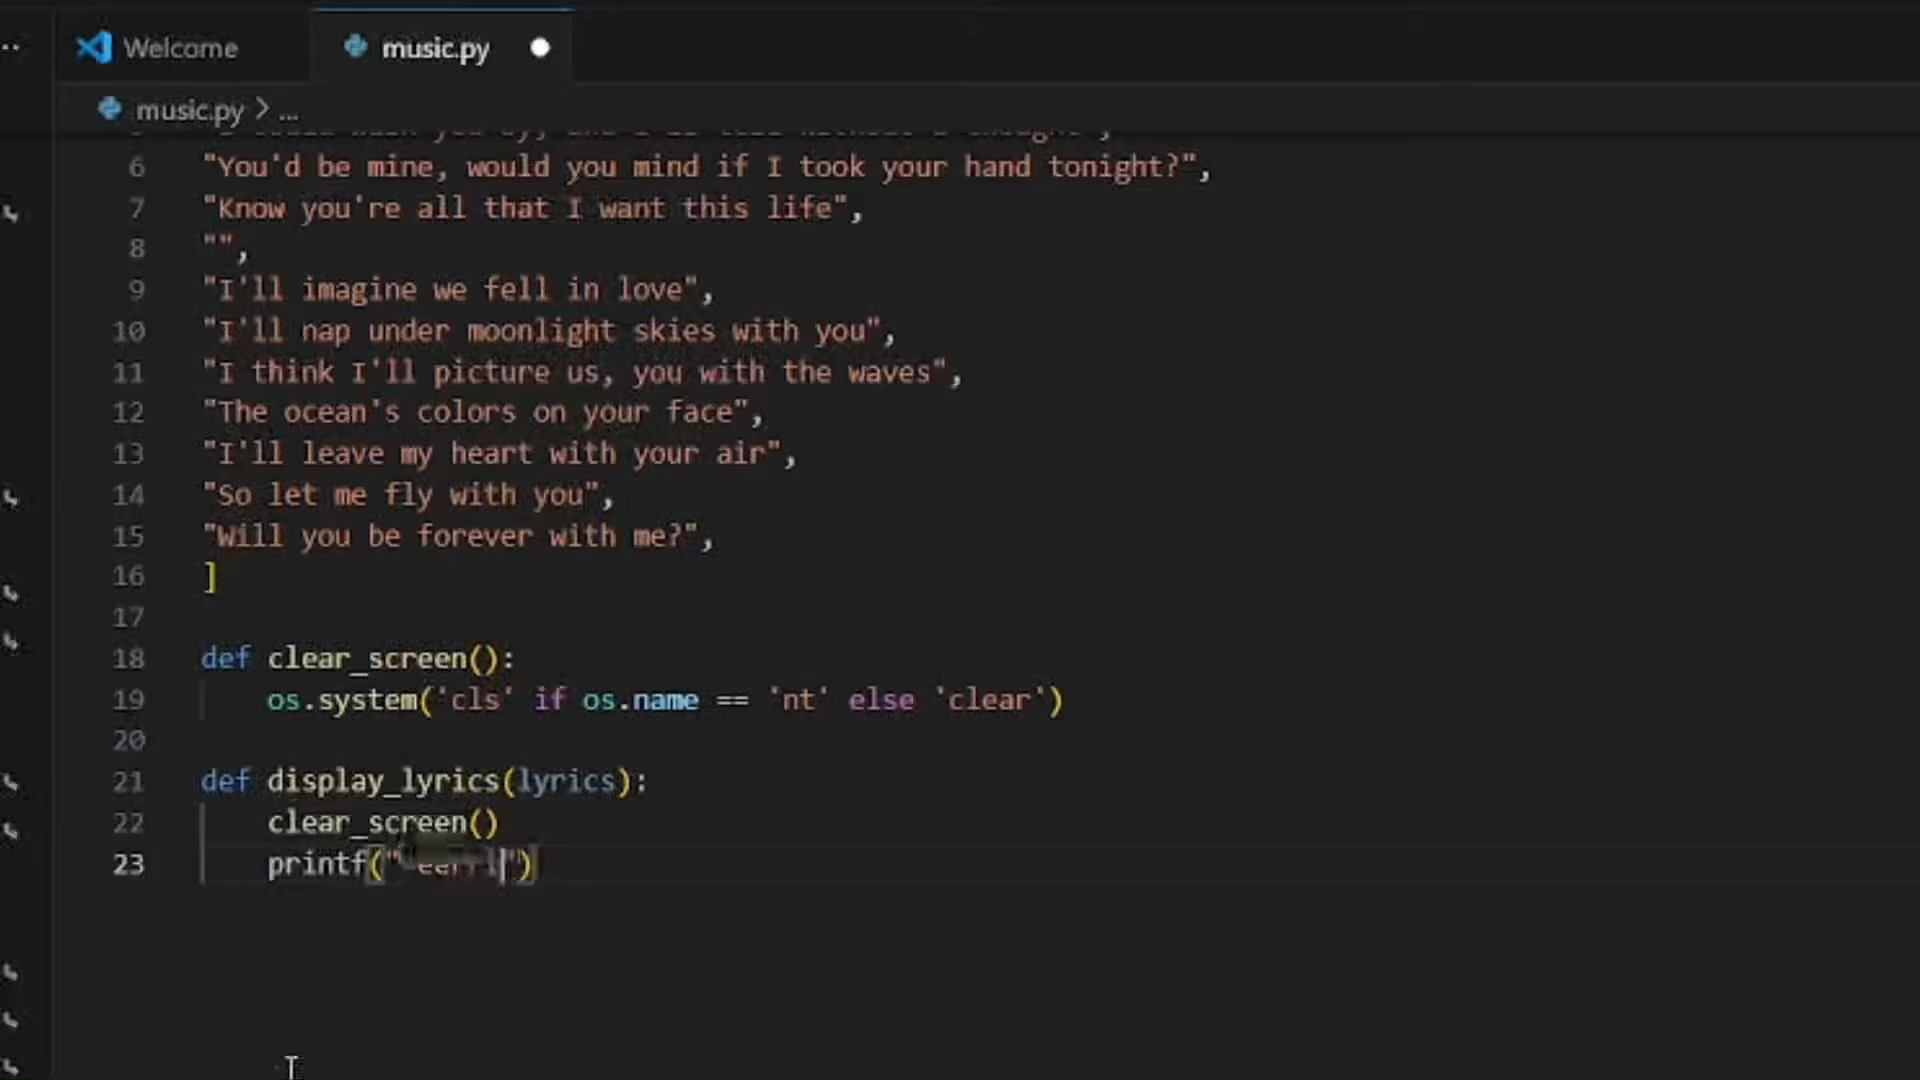 Welcome
music.py
music.py > ...
6 "You'd be mine, would you mind if I took your hand tonight?",
7 "Know you're all that I want this life",
8 "",
9 "I'll imagine we fell in love",
10 "I'll nap under moonlight skies with you",
11 "I think I'll picture us, you with the waves",
12 "The ocean's colors on your face",
13 "I'll leave my heart with your air",
14 "So let me fly with you",
15 "Will you be forever with me?",
16 ]
17
18 def clear_screen():
19 os.system('cls' if os.name == 'nt' else 'clear')
20
21 def display_lyrics(lyrics):
22 clear_screen()
23 printf("")